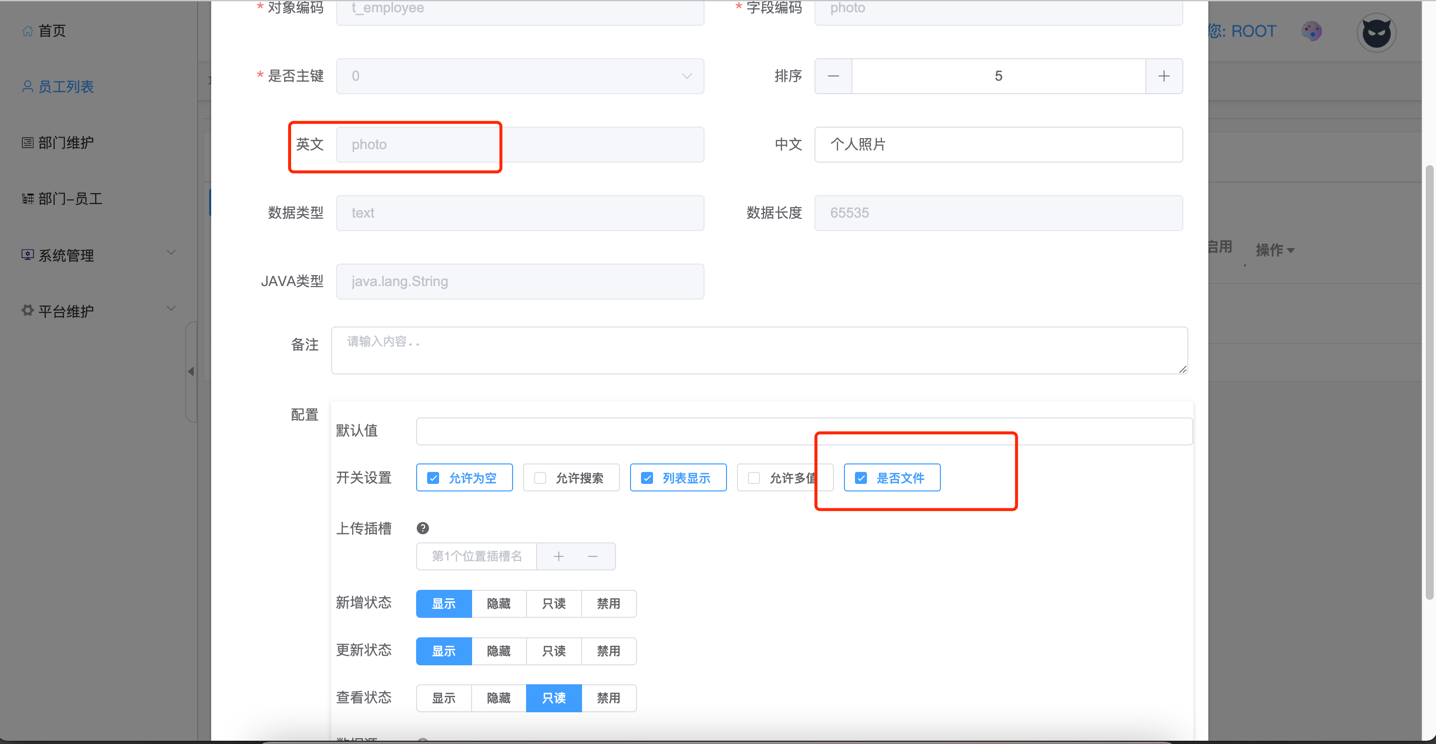 首页
员工列表
部门维护
部门-员工
系统管理
平台维护
您: ROOT
启用
操作
* 对象编码 t_employee
* 字段编码 photo
* 是否主键 0
排序 5
英文 photo
中文 个人照片
数据类型 text
数据长度 65535
JAVA类型 java.lang.String
备注 请输入内容..
配置
默认值
开关设置 允许为空 允许搜索 列表显示 允许多值 是否文件
上传插槽
第1个位置插槽名
新增状态 显示 隐藏 只读 禁用
更新状态 显示 隐藏 只读 禁用
查看状态 显示 隐藏 只读 禁用